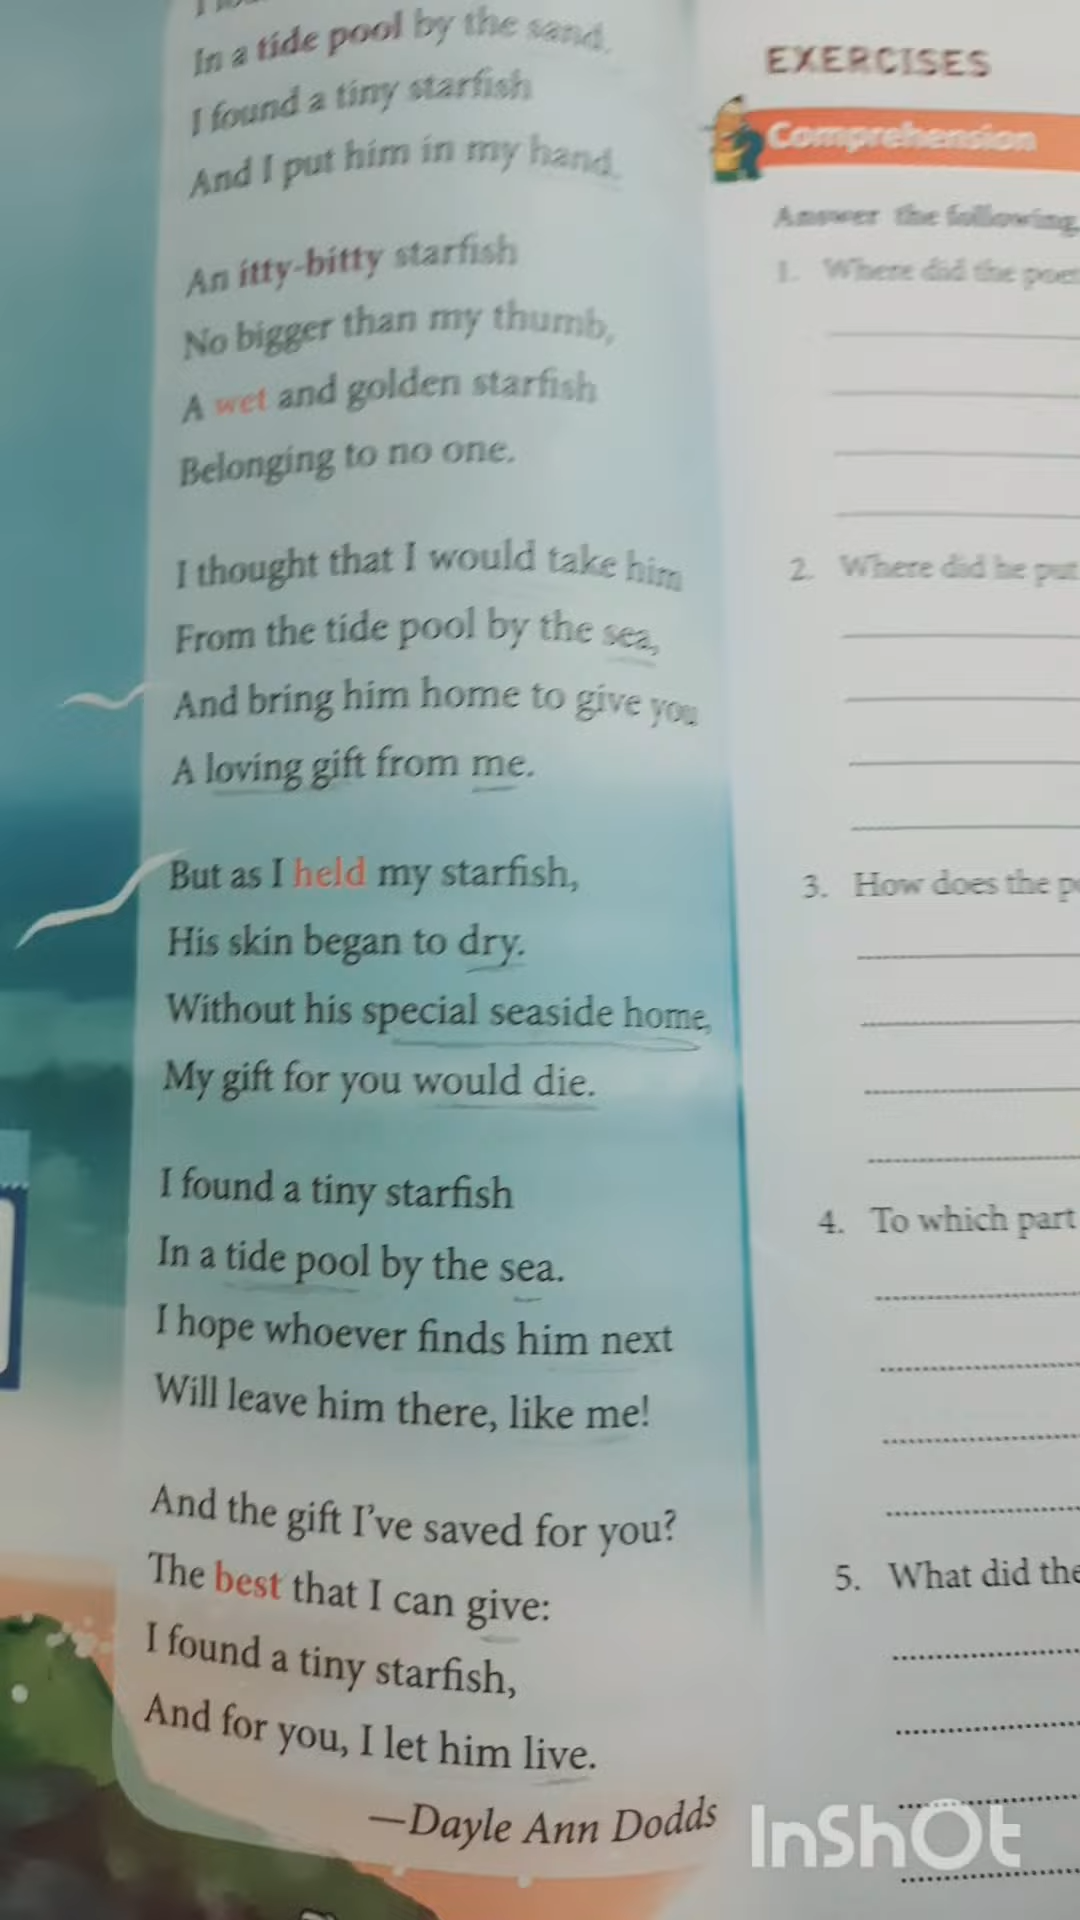 In a tide pool by the sand.
I found a tiny starfish
And I put him in my hand.
An itty-bitty starfish
No bigger than my thumb,
A wet and golden starfish
Belonging to no one.
I thought that I would take him
From the tide pool by the sea,
And bring him home to give you
A loving gift from me.
But as I held my starfish,
His skin began to dry.
Without his special seaside home,
My gift for you would die.
I found a tiny starfish
In a tide pool by the sea.
I hope whoever finds him next
Will leave him there, like me!
And the gift I've saved for you?
The best that I can give:
I found a tiny starfish,
And for you, I let him live.
—Dayle Ann Dodds
EXERCISES
Comprehension
Answer the following.
1. Where did the
2. Where did he put
3. How does the
4. To which part
5. What did the
InShOt